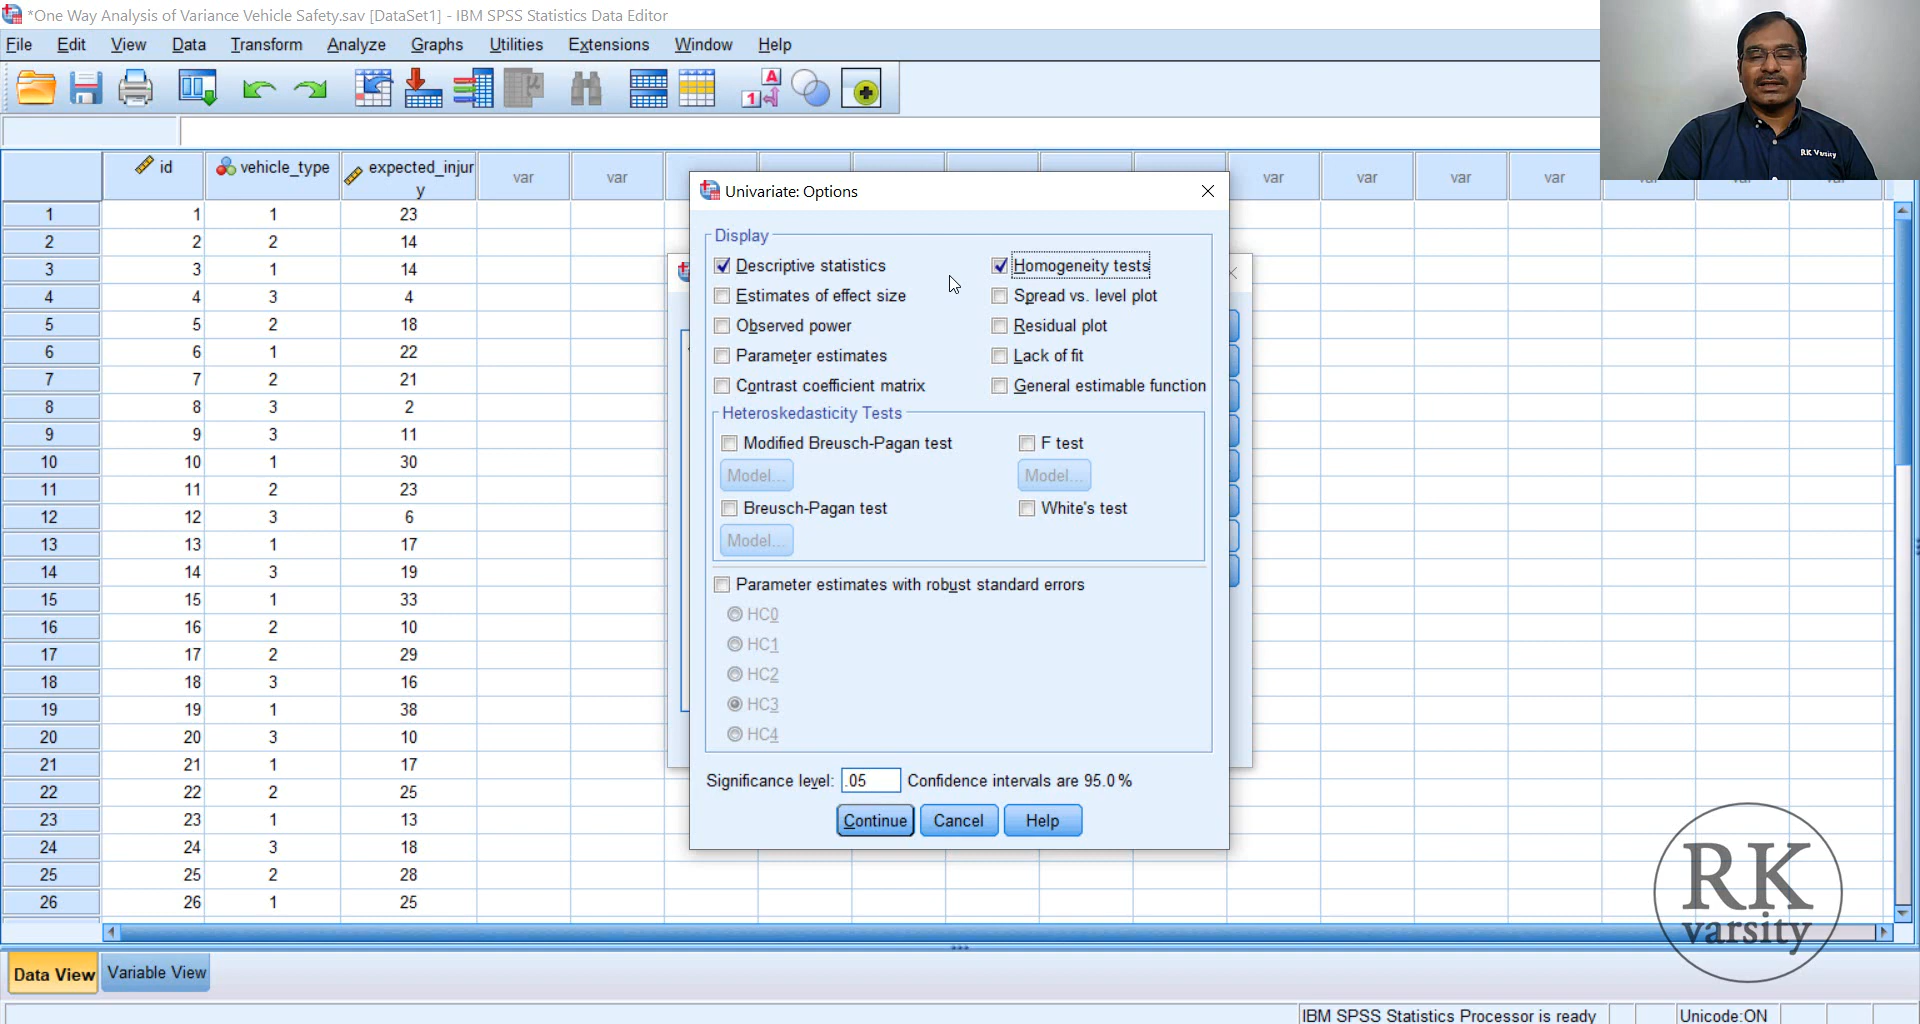 *One Way Analysis of Variance Vehicle Safety.sav [DataSet1] - IBM SPSS Statistics Data Editor
File Edit View Data Transform Analyze Graphs Utilities Extensions Window Help
id vehicle_type expected_injur
y
var var var var var var
1 1 1 23
2 2 2 14
3 3 1 14
4 4 3 4
5 5 2 18
6 6 1 22
7 7 2 21
8 8 3 2
9 9 3 11
10 10 1 30
11 11 2 23
12 12 3 6
13 13 1 17
14 14 3 19
15 15 1 33
16 16 2 10
17 17 2 29
18 18 3 16
19 19 1 38
20 20 3 10
21 21 1 17
22 22 2 25
23 23 1 13
24 24 3 18
25 25 2 28
26 26 1 25
Univariate: Options
Display
Descriptive statistics Homogeneity tests
Estimates of effect size Spread vs. level plot
Observed power Residual plot
Parameter estimates Lack of fit
Contrast coefficient matrix General estimable function
Heteroskedasticity Tests
Modified Breusch-Pagan test F test
Model... Model...
Breusch-Pagan test White's test
Model...
Parameter estimates with robust standard errors
HC0
HC1
HC2
HC3
HC4
Significance level: .05 Confidence intervals are 95.0 %
Continue Cancel Help
Data View Variable View
IBM SPSS Statistics Processor is ready Unicode:ON
RK Varsity
RK
varsity